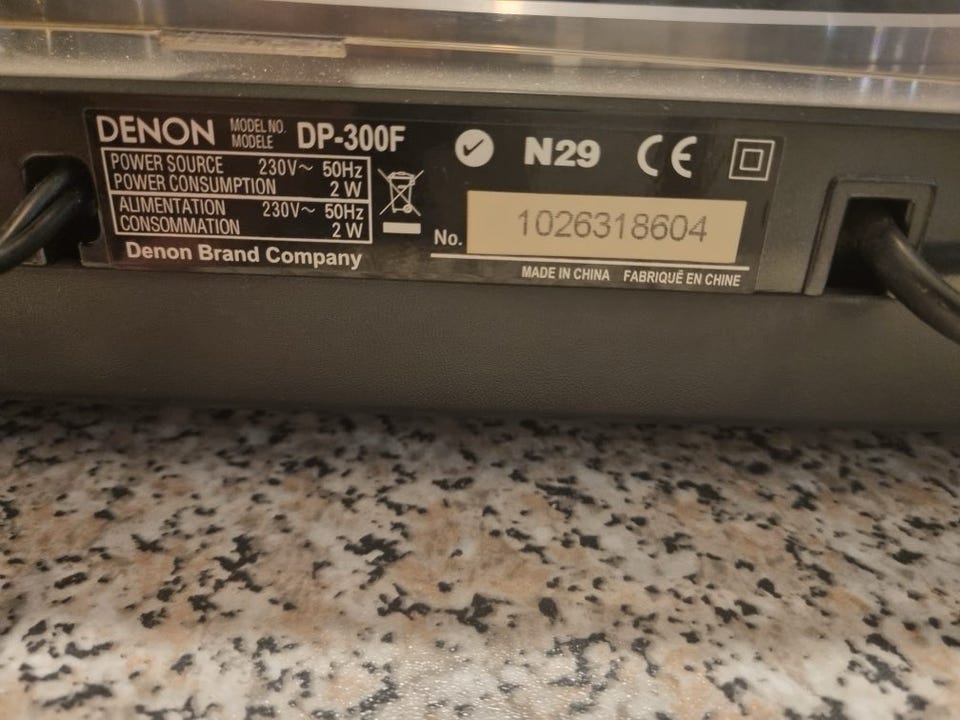 DENON MODEL NO. MODELE DP-300F
POWER SOURCE 230V~ 50Hz
POWER CONSUMPTION 2 W
ALIMENTATION 230V~ 50Hz
CONSOMMATION 2 W
Denon Brand Company
N29 CE
No. 1026318604
MADE IN CHINA FABRIQUÉ EN CHINE